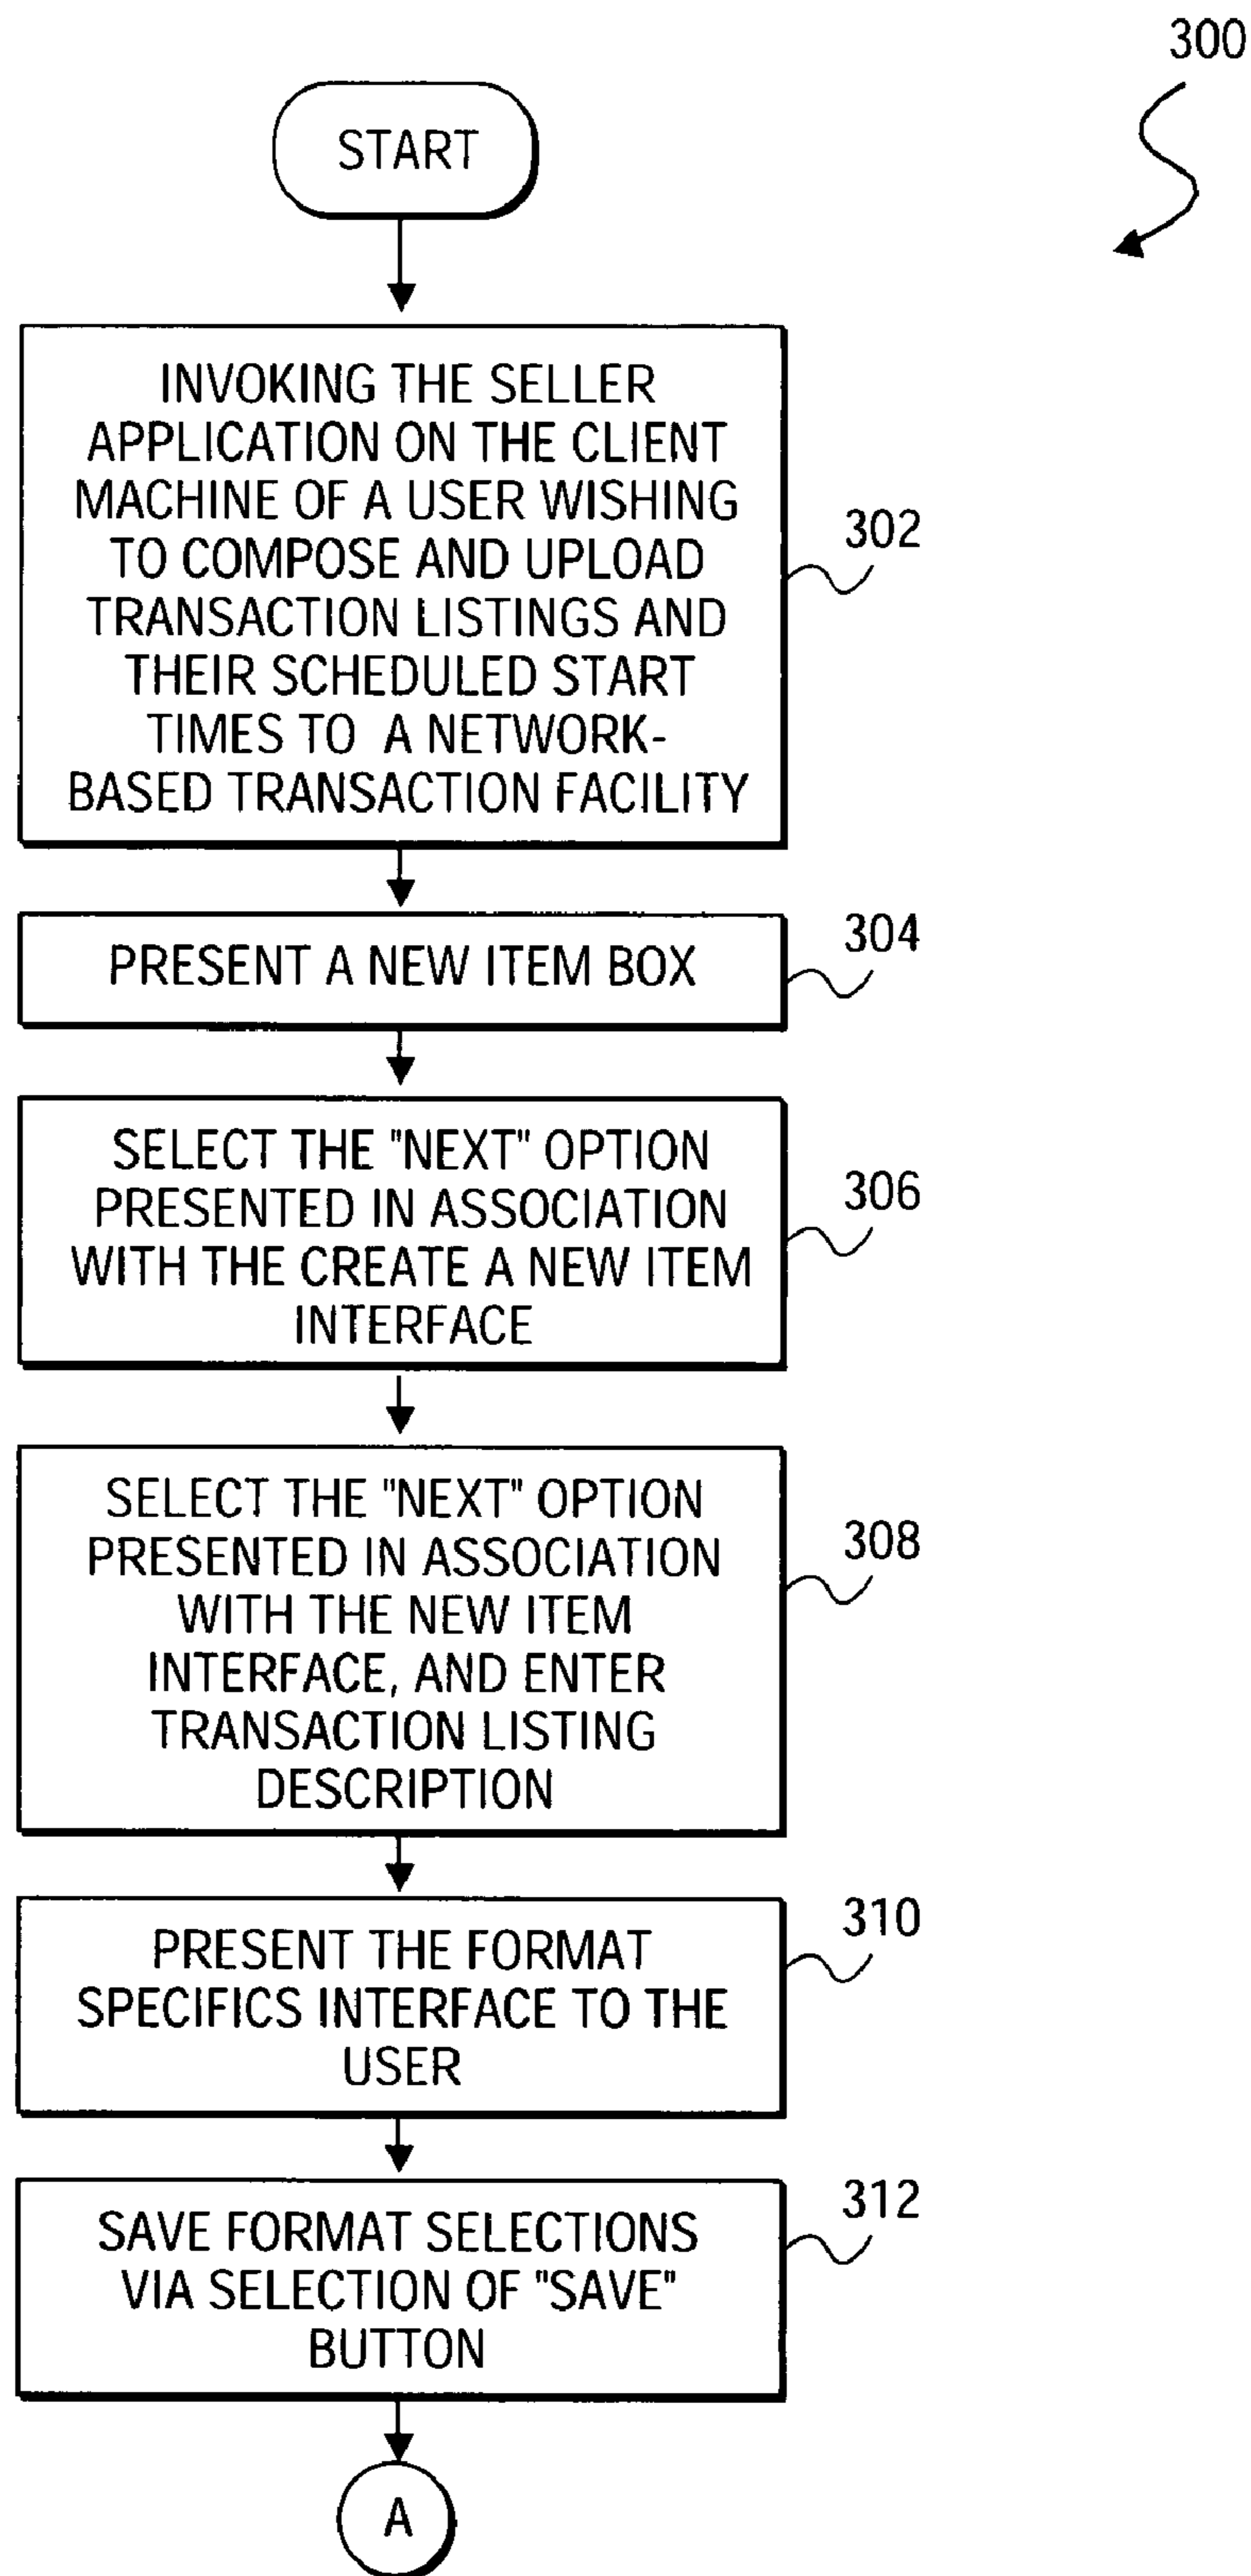 300
START
INVOKING THE SELLER
APPLICATION ON THE CLIENT
MACHINE OF A USER WISHING
TO COMPOSE AND UPLOAD
TRANSACTION LISTINGS AND
THEIR SCHEDULED START
TIMES TO A NETWORK-
BASED TRANSACTION FACILITY
302
PRESENT A NEW ITEM BOX
304
SELECT THE "NEXT" OPTION
PRESENTED IN ASSOCIATION
WITH THE CREATE A NEW ITEM
INTERFACE
306
SELECT THE "NEXT" OPTION
PRESENTED IN ASSOCIATION
WITH THE NEW ITEM
INTERFACE, AND ENTER
TRANSACTION LISTING
DESCRIPTION
308
PRESENT THE FORMAT
SPECIFICS INTERFACE TO THE
USER
310
SAVE FORMAT SELECTIONS
VIA SELECTION OF "SAVE"
BUTTON
312
A